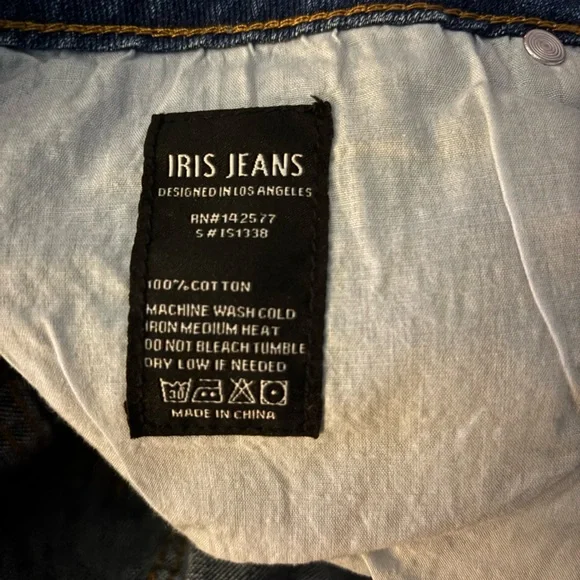 IRIS JEANS
DESIGNED IN LOS ANGELES
RN#142577
S#IS1338
100%COTTON
MACHINE WASH COLD
IRON MEDIUM HEAT
DO NOT BLEACH TUMBLE
DRY LOW IF NEEDED
30
MADE IN CHINA